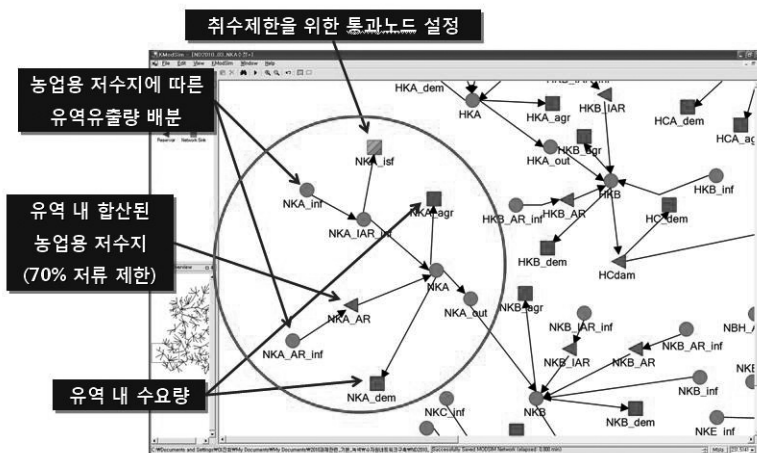 취수제한을 위한 통과노드 설정
농업용 저수지에 따른
유역유출량 배분
유역 내 합산된
농업용 저수지
(70% 저류 제한)
유역 내 수요량
File Edit View
Window Help
Reservoir Network Sink
NKA_isf
NKA_inf
NKA_IAR_inf
NKA_agr
NKA
NKA_out
NKA_AR
NKA_AR_inf
NKA_dem
HKA_dem
HKA
HKA_agr
HKA_out
HKB_IAR
HKB_agr
HKB
HKB_AR_inf
HKB_AR
HKB_dem
HKB_inf
HC_dem
HCdam
HCA_dem
HCA_ag
NKB_agr
NKB_IAR_inf
NKB_IAR
NKB_AR
NKB_AR_inf
NKB_inf
NKB
NKB_dem
NKC_inf
NKE_inf
NBH_A
NKB